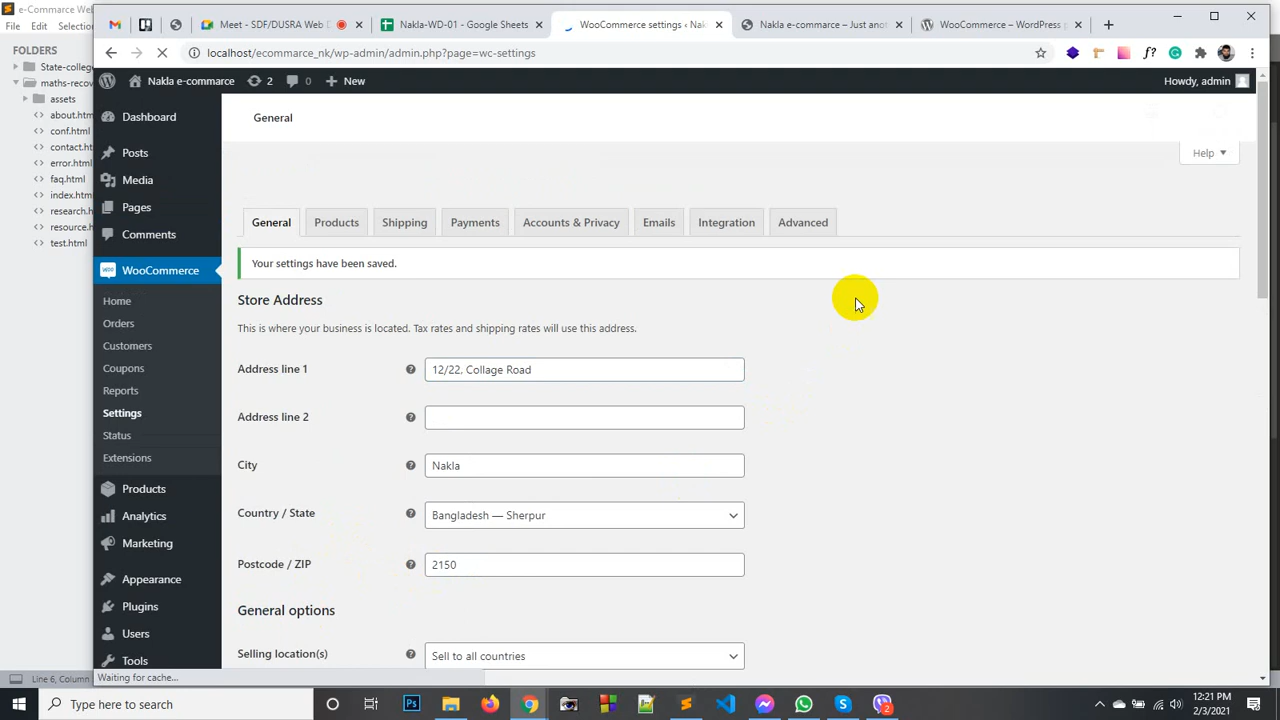 e-Commerce Web
File Edit Selection
Meet - SDF/DUSRA Web D
Nakla-WD-01 - Google Sheets
WooCommerce settings ‹ Nak
Nakla e-commerce – Just anot
WooCommerce – WordPress p
localhost/ecommarce_nk/wp-admin/admin.php?page=wc-settings
FOLDERS
State-colleg
maths-recov
assets
about.html
conf.html
contact.htm
error.html
faq.html
index.htm
research.h
resource.h
test.html
Nakla e-commarce
2
0
New
Howdy, admin
Dashboard
Posts
Media
Pages
Comments
WooCommerce
Home
Orders
Customers
Coupons
Reports
Settings
Status
Extensions
Products
Analytics
Marketing
Appearance
Plugins
Users
Tools
General
Help
General Products Shipping Payments Accounts & Privacy Emails Integration Advanced
Your settings have been saved.
Store Address
This is where your business is located. Tax rates and shipping rates will use this address.
Address line 1
12/22, Collage Road
Address line 2
City
Nakla
Country / State
Bangladesh — Sherpur
Postcode / ZIP
2150
General options
Selling location(s)
Sell to all countries
Waiting for cache...
Line 6, Column
Type here to search
2
12:21 PM
2/3/2021